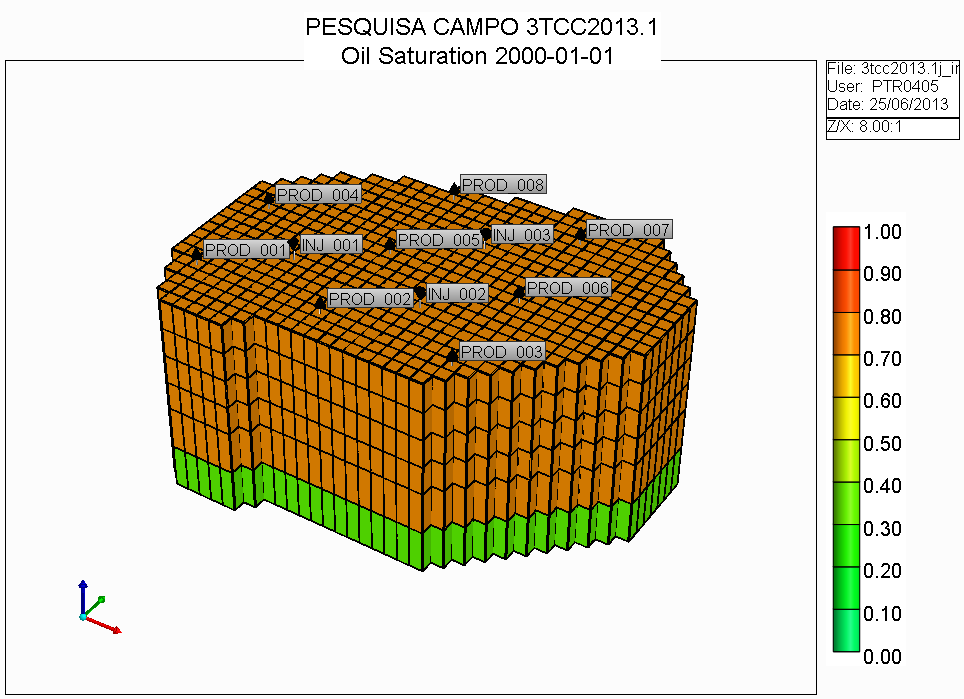 PESQUISA CAMPO 3TCC2013.1
Oil Saturation 2000-01-01
File: 3tcc2013.1j_ir
User: PTR0405
Date: 25/06/2013
Z/X: 8.00:1
PROD_008
PROD_004
PROD_007
INJ_003
PROD_005
INJ_001
PROD_001
PROD_006
INJ_002
PROD_002
PROD_003
1.00
0.90
0.80
0.70
0.60
0.50
0.40
0.30
0.20
0.10
0.00